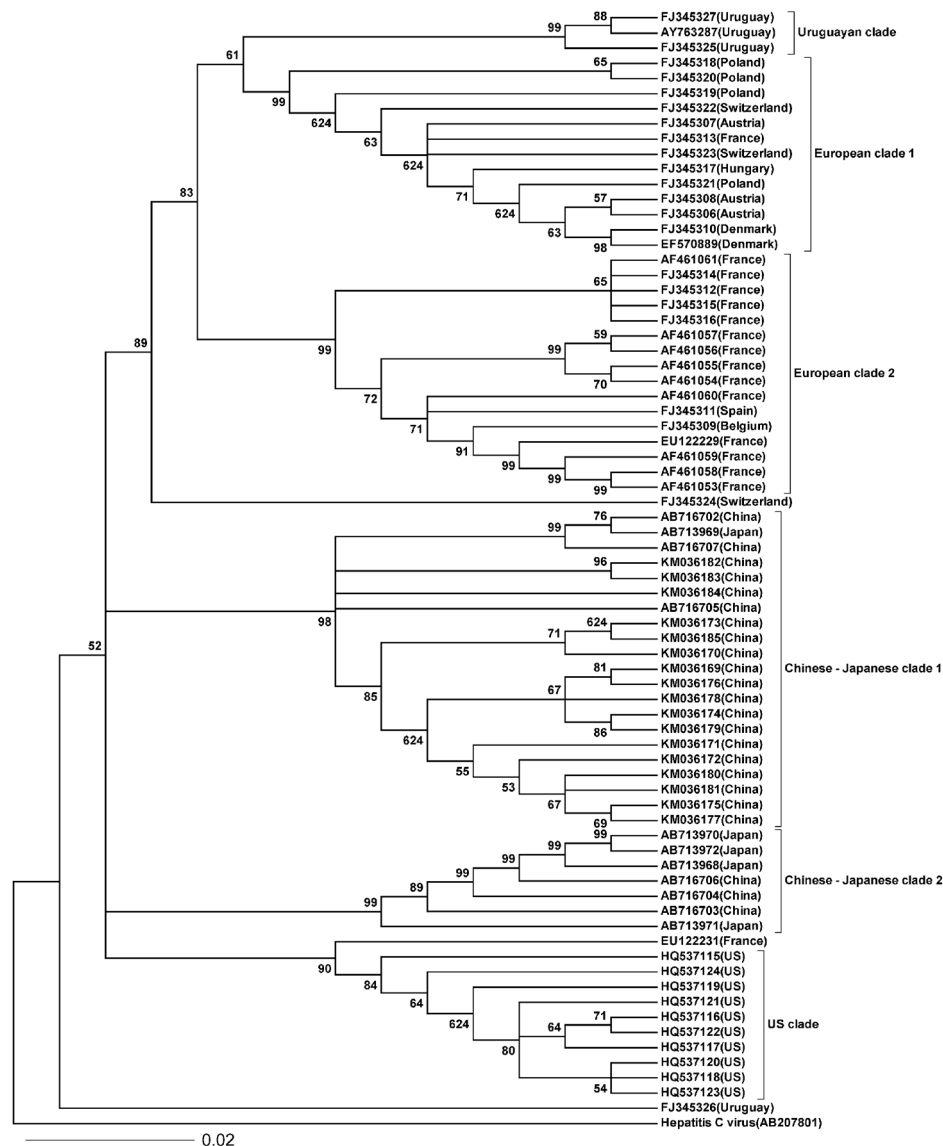 88
FJ345327(Uruguay)
99
AY763287(Uruguay)
Uruguayan clade
FJ345325(Uruguay)
61
65
FJ345318(Poland)
FJ345320(Poland)
99
FJ345319(Poland)
624
FJ345322(Switzerland)
63
FJ345307(Austria)
FJ345313(France)
624
FJ345323(Switzerland)
European clade 1
FJ345317(Hungary)
71
FJ345321(Poland)
83
624
57
FJ345308(Austria)
FJ345306(Austria)
63
FJ345310(Denmark)
98
EF570889(Denmark)
AF461061(France)
65
FJ345314(France)
FJ345312(France)
FJ345315(France)
FJ345316(France)
59
AF461057(France)
89
99
99
AF461056(France)
AF461055(France)
European clade 2
70
AF461054(France)
72
AF461060(France)
71
FJ345311(Spain)
FJ345309(Belgium)
91
EU122229(France)
99
AF461059(France)
99
AF461058(France)
99
AF461053(France)
FJ345324(Switzerland)
76
AB716702(China)
99
AB713969(Japan)
AB716707(China)
96
KM036182(China)
KM036183(China)
KM036184(China)
AB716705(China)
98
624
KM036173(China)
71
KM036185(China)
52
KM036170(China)
81
KM036169(China)
Chinese - Japanese clade 1
85
67
KM036176(China)
KM036178(China)
KM036174(China)
624
86
KM036179(China)
KM036171(China)
55
KM036172(China)
53
KM036180(China)
67
KM036181(China)
KM036175(China)
69
KM036177(China)
99
AB713970(Japan)
99
AB713972(Japan)
99
AB713968(Japan)
99
AB716706(China)
Chinese - Japanese clade 2
89
AB716704(China)
99
AB716703(China)
AB713971(Japan)
EU122231(France)
90
HQ537115(US)
84
HQ537124(US)
64
HQ537119(US)
HQ537121(US)
624
71
HQ537116(US)
64
HQ537122(US)
US clade
80
HQ537117(US)
HQ537120(US)
HQ537118(US)
54
HQ537123(US)
FJ345326(Uruguay)
Hepatitis C virus(AB207801)
0.02